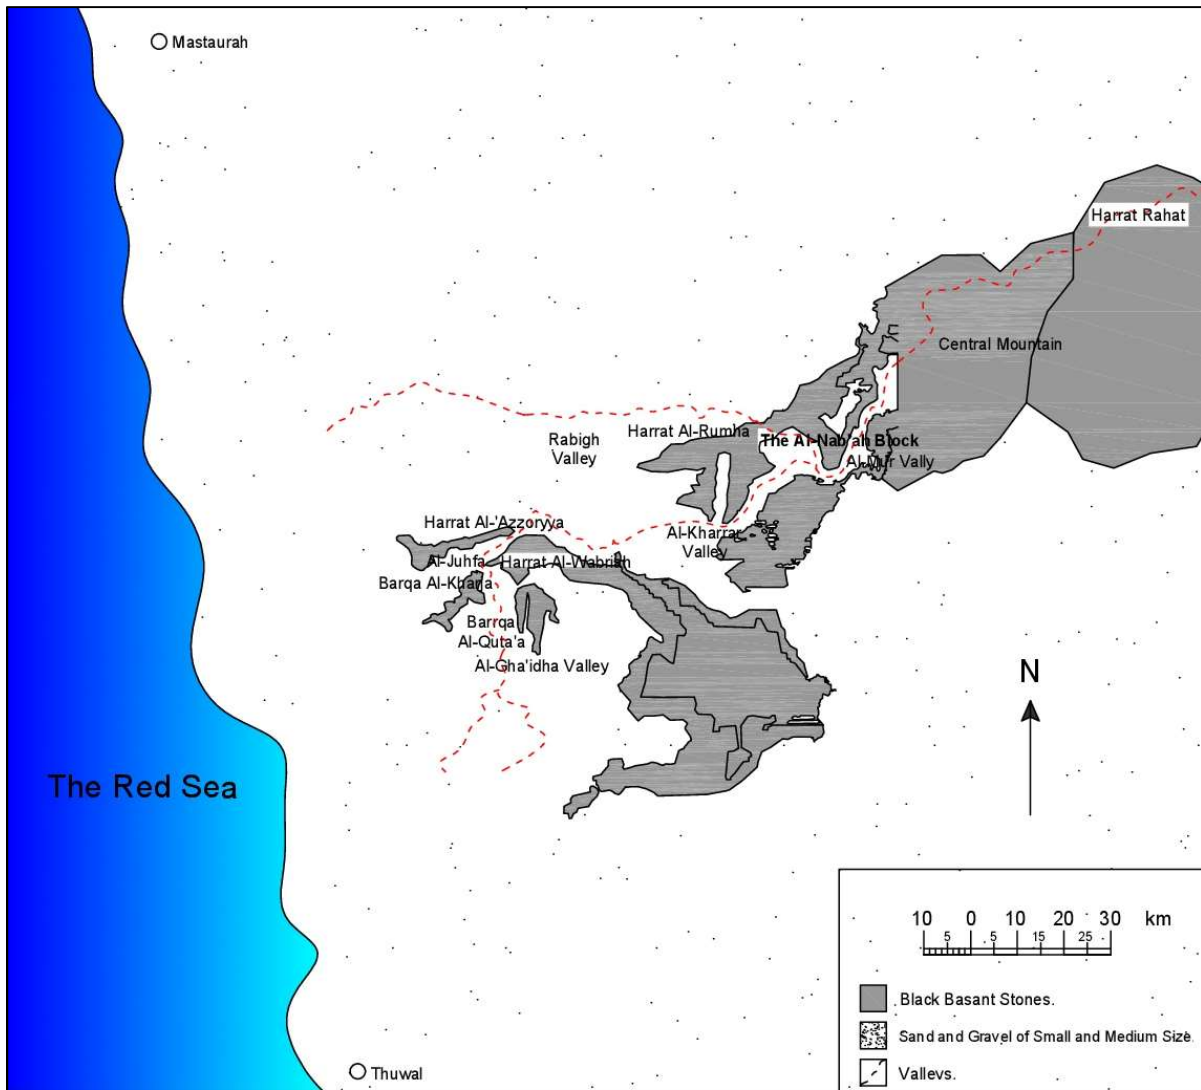 Mastaurah
Harrat Rahat
Central Mountain
Harrat Al-Rumha
Rabigh
Valley
The Al-Nab'ah Block
Al-Mur Vally
Harrat Al-'Azzoryya
Al-Kharrar
Valley
Al-Juhfa
Harrat Al-Wabriah
Barqa Al-Khana
Barrqa
Al-Quta'a
Al-Gha'idha Valley
N
The Red Sea
10 0 10 20 30 km
5 5 15 25
Black Basant Stones.
Sand and Gravel of Small and Medium Size.
Vallevs.
Thuwal